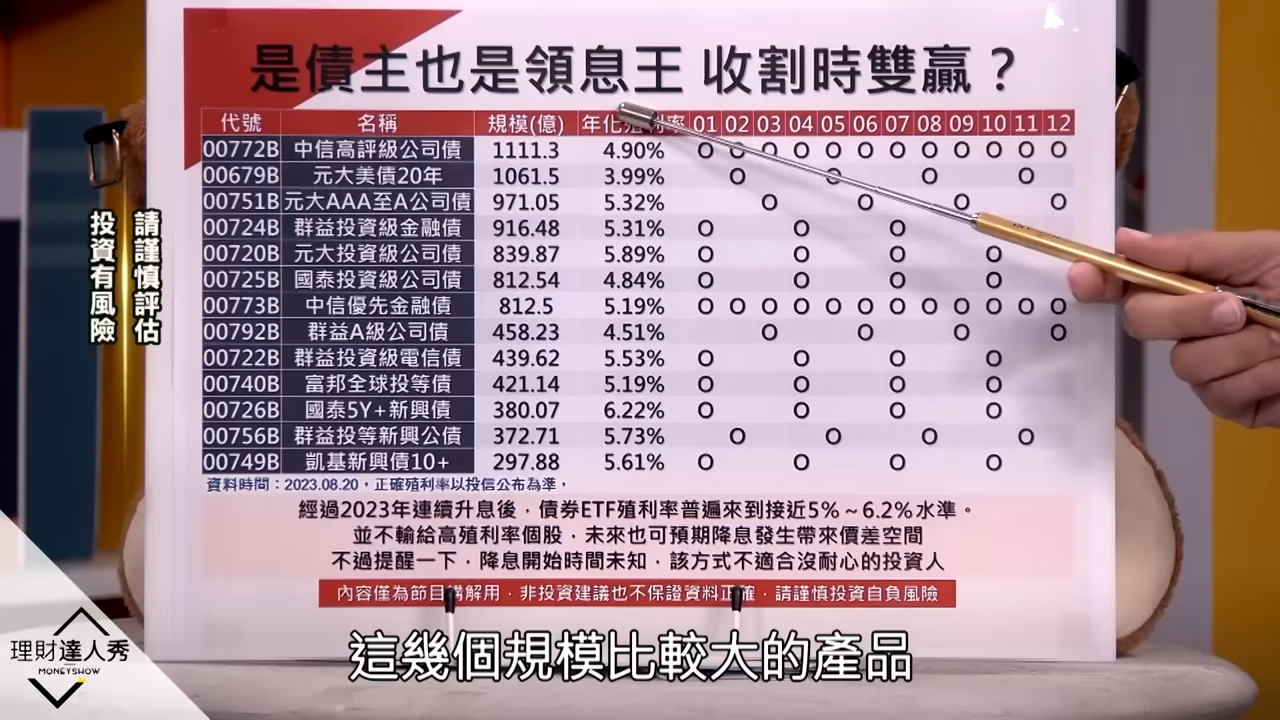 是債主也是領息王 收割時雙贏？
代號 名稱 規模(億) 年化殖利率 01 02 03 04 05 06 07 08 09 10 11 12
00772B 中信高評級公司債 1111.3 4.90% O O O O O O O O O O O O
00679B 元大美債20年 1061.5 3.99% O O O O
00751B 元大AAA至A公司債 971.05 5.32% O O O O
00724B 群益投資級金融債 916.48 5.31% O O O
00720B 元大投資級公司債 839.87 5.89% O O O O
00725B 國泰投資級公司債 812.54 4.84% O O O O
00773B 中信優先金融債 812.5 5.19% O O O O O O O O O O O O
00792B 群益A級公司債 458.23 4.51% O O O O
00722B 群益投資級電信債 439.62 5.53% O O O O
00740B 富邦全球投等債 421.14 5.19% O O O O
00726B 國泰5Y+新興債 380.07 6.22% O O O O
00756B 群益投等新興公債 372.71 5.73% O O O O
00749B 凱基新興債10+ 297.88 5.61% O O O O
資料時間：2023.08.20，正確殖利率以投信公布為準，
經過2023年連續升息後，債券ETF殖利率普遍來到接近5%～6.2%水準。
並不輸給高殖利率個股，未來也可預期降息發生帶來價差空間
不過提醒一下，降息開始時間未知，該方式不適合沒耐心的投資人
內容僅為節目講解用，非投資建議也不保證資料正確，請謹慎投資自負風險
請謹慎評估
投資有風險
理財達人秀
MONEYSHOW
這幾個規模比較大的產品